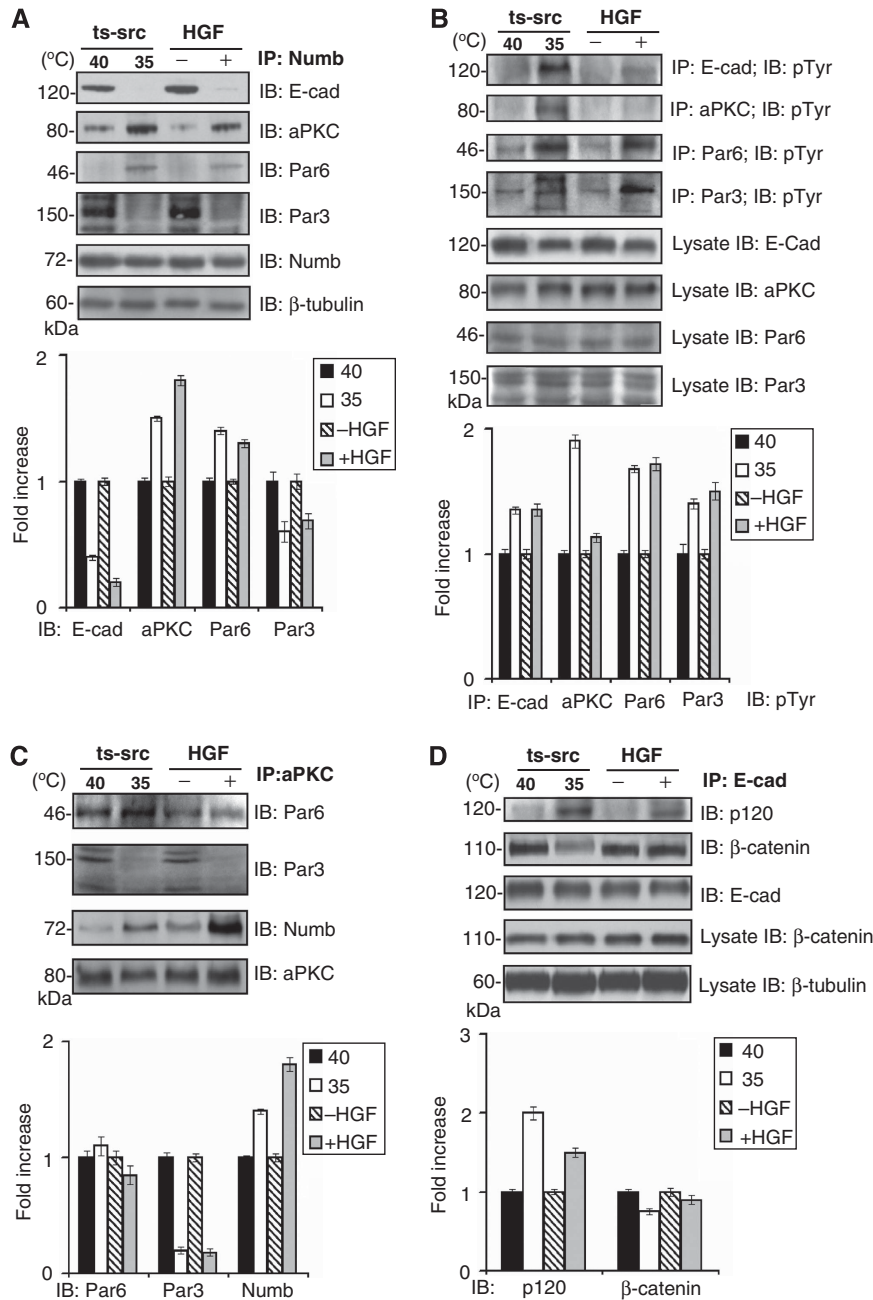 A
ts-src HGF
(°C) 40 35 – + IP: Numb
120- IB: E-cad
80- IB: aPKC
46- IB: Par6
150- IB: Par3
72- IB: Numb
60- IB: β-tubulin
kDa
2
1
0
Fold increase
40
35
–HGF
+HGF
IB: E-cad aPKC Par6 Par3
B
ts-src HGF
(°C) 40 35 – +
120- IP: E-cad; IB: pTyr
80- IP: aPKC; IB: pTyr
46- IP: Par6; IB: pTyr
150- IP: Par3; IB: pTyr
120- Lysate IB: E-Cad
80- Lysate IB: aPKC
46- Lysate IB: Par6
150- Lysate IB: Par3
kDa
2
1
0
Fold increase
40
35
–HGF
+HGF
IP: E-cad aPKC Par6 Par3 IB: pTyr
C
ts-src HGF
(°C) 40 35 – + IP:aPKC
46- IB: Par6
150- IB: Par3
72- IB: Numb
80- IB: aPKC
kDa
2
1
0
Fold increase
40
35
–HGF
+HGF
IB: Par6 Par3 Numb
D
ts-src HGF
(°C) 40 35 – + IP: E-cad
120- IB: p120
110- IB: β-catenin
120- IB: E-cad
110- Lysate IB: β-catenin
60- Lysate IB: β-tubulin
kDa
3
2
1
0
Fold increase
40
35
–HGF
+HGF
IB: p120 β-catenin